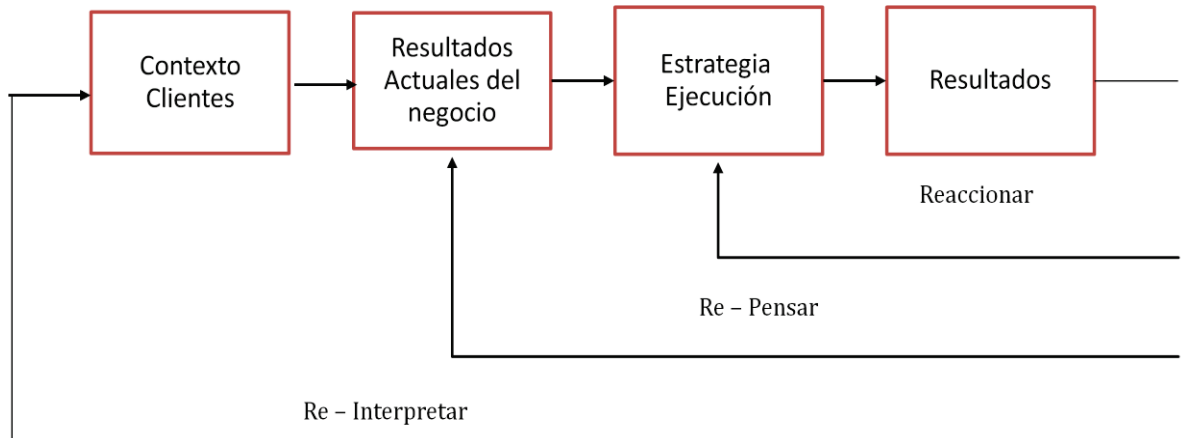 Contexto
Clientes
Resultados
Actuales del
negocio
Estrategia
Ejecución
Resultados
Reaccionar
Re – Pensar
Re – Interpretar